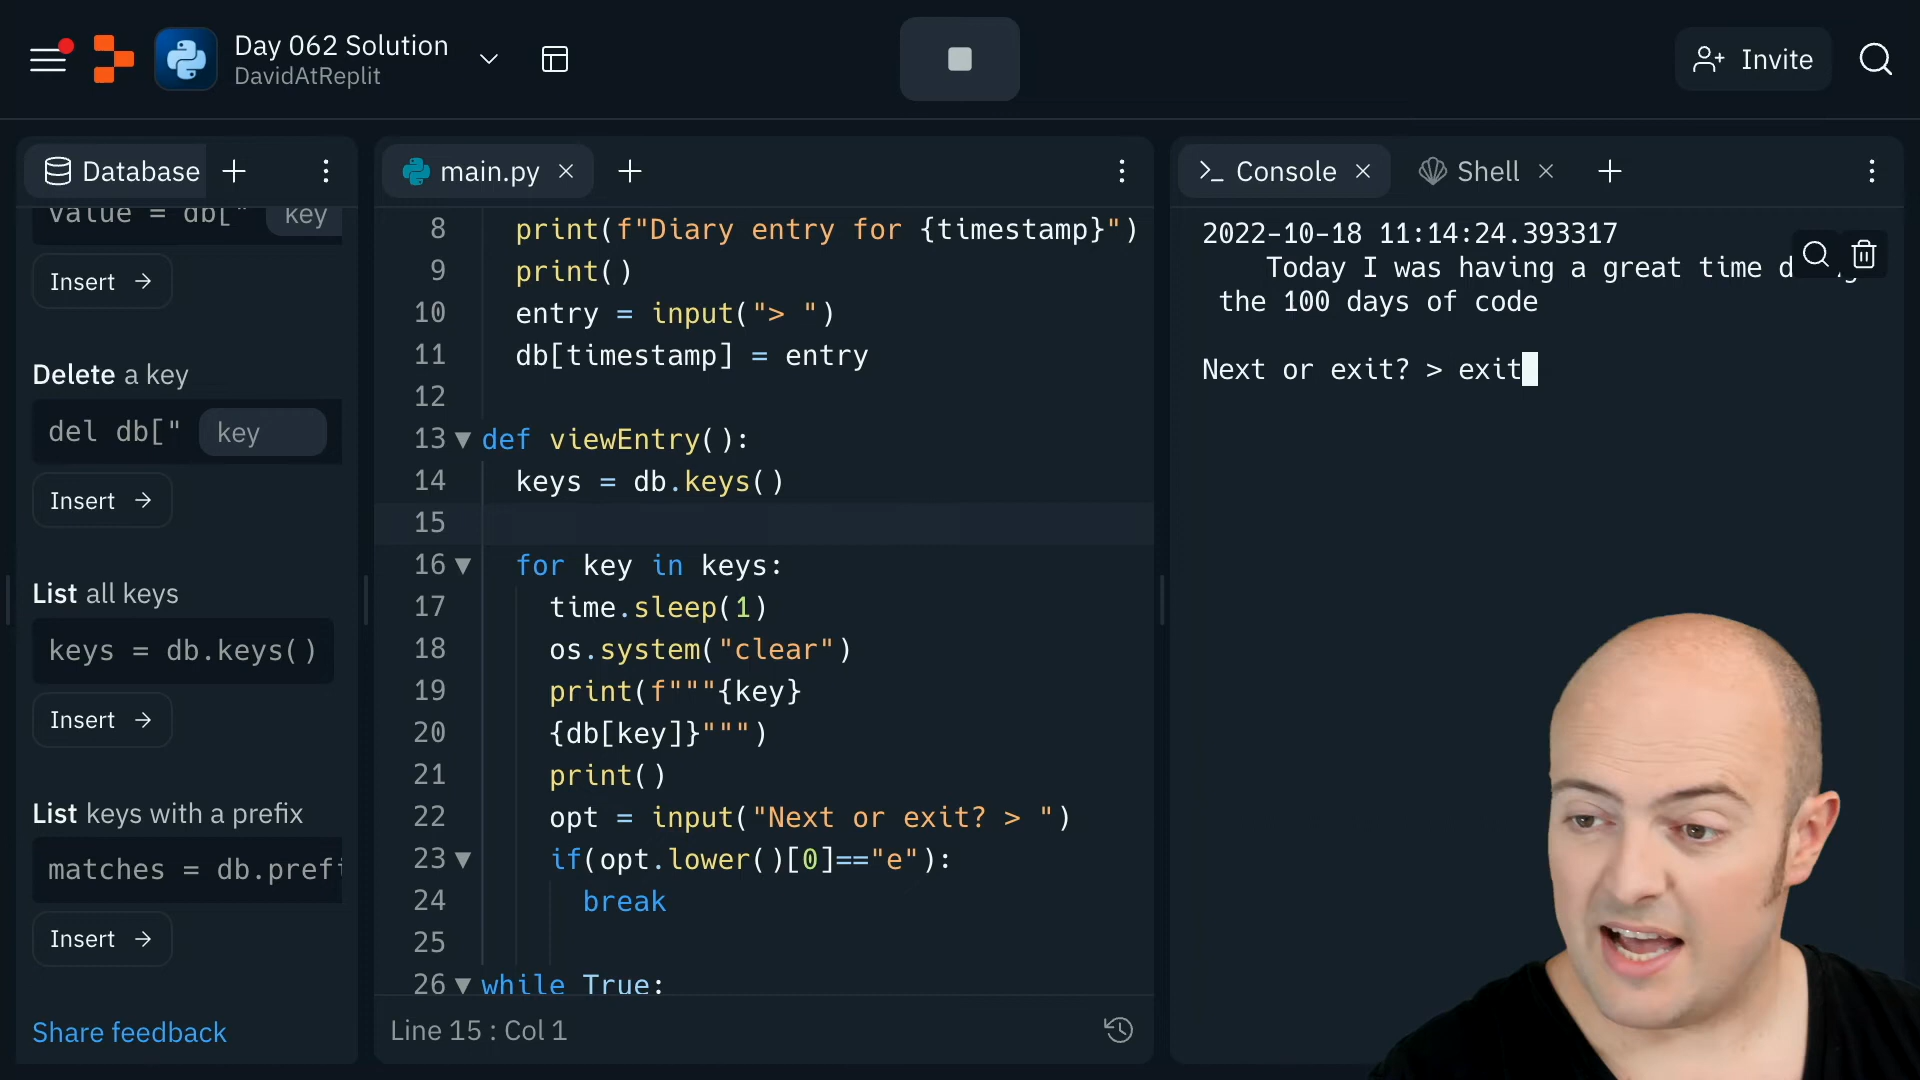 Day 062 Solution
DavidAtReplit
Invite
Database
value = db["
key
Insert →
Delete a key
del db["
key
Insert →
List all keys
keys = db.keys()
Insert →
List keys with a prefix
matches = db.prefi
Insert →
Share feedback
main.py
8 print(f"Diary entry for {timestamp}")
9 print()
10 entry = input("> ")
11 db[timestamp] = entry
12
13 def viewEntry():
14 keys = db.keys()
15
16 for key in keys:
17 time.sleep(1)
18 os.system("clear")
19 print(f"""{key}
20 {db[key]}""")
21 print()
22 opt = input("Next or exit? > ")
23 if(opt.lower()[0]=="e"):
24 break
25
26 while True:
Line 15 : Col 1
Console
Shell
2022-10-18 11:14:24.393317
Today I was having a great time
the 100 days of code
Next or exit? > exit